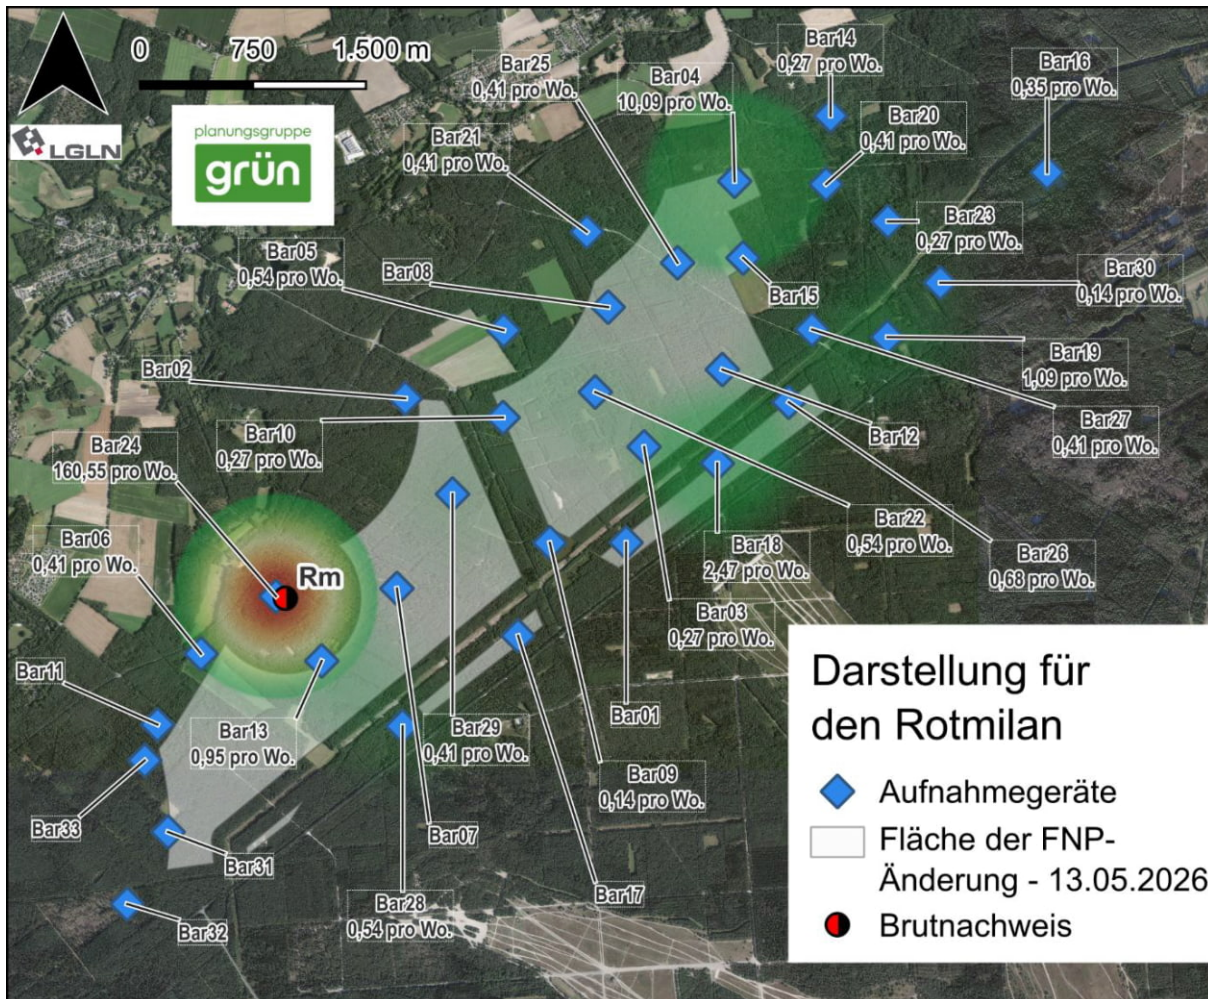 0 750 1.500 m
LGLN
planungsgruppe
grün
Bar25
0,41 pro Wo.
Bar04
10,09 pro Wo.
Bar14
0,27 pro Wo.
Bar16
0,35 pro Wo.
Bar21
0,41 pro Wo.
Bar20
0,41 pro Wo.
Bar23
0,27 pro Wo.
Bar05
0,54 pro Wo.
Bar08
Bar15
Bar30
0,14 pro Wo.
Bar19
1,09 pro Wo.
Bar02
Bar27
0,41 pro Wo.
Bar10
0,27 pro Wo.
Bar12
Bar24
160,55 pro Wo.
Bar22
0,54 pro Wo.
Bar06
0,41 pro Wo.
Rm
Bar18
2,47 pro Wo.
Bar26
0,68 pro Wo.
Bar03
0,27 pro Wo.
Bar11
Bar13
0,95 pro Wo.
Bar29
0,41 pro Wo.
Bar01
Bar09
0,14 pro Wo.
Bar33
Bar07
Bar31
Bar17
Bar28
0,54 pro Wo.
Bar32
Darstellung für
den Rotmilan
Aufnahmegeräte
Fläche der FNP-
Änderung - 13.05.2026
Brutnachweis